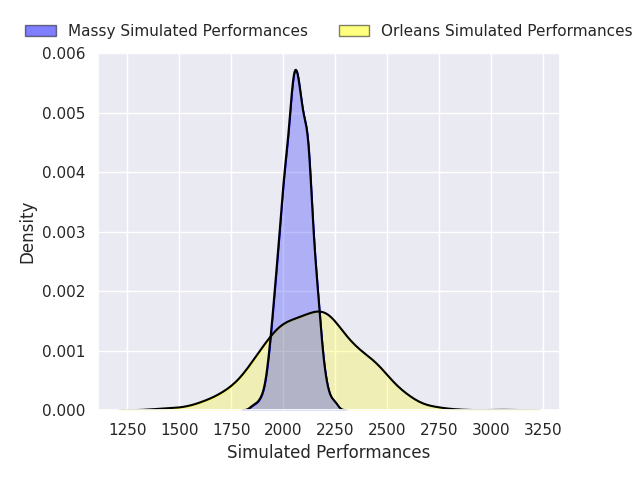 Massy Simulated Performances Orleans Simulated Performances
0.006
0.005
0.004
0.003
0.002
0.001
0.000
Density
1250 1500 1750 2000 2250 2500 2750 3000 3250
Simulated Performances